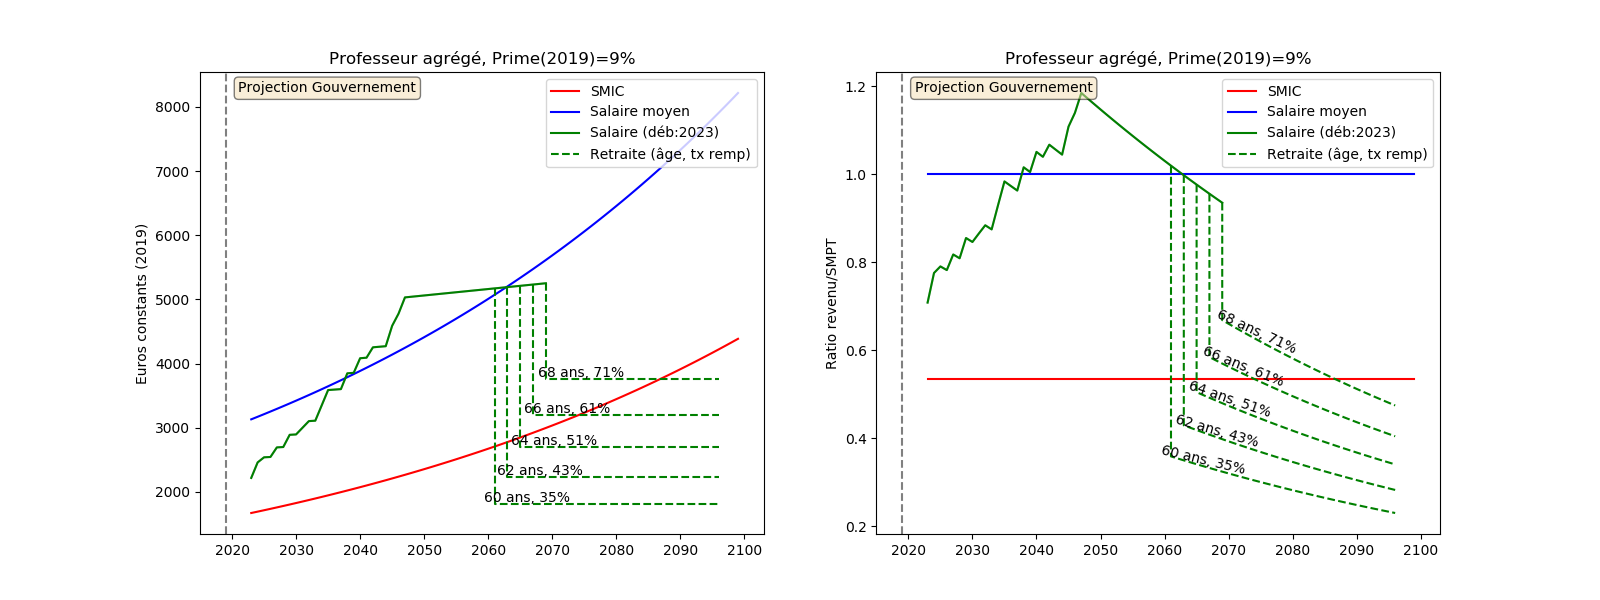 Professeur agrégé, Prime(2019)=9%
Projection Gouvernement
SMIC
Salaire moyen
Salaire (déb:2023)
Retraite (âge, tx remp)
Euros constants (2019)
8000
7000
6000
5000
4000
3000
2000
68 ans, 71%
66 ans, 61%
64 ans, 51%
62 ans, 43%
60 ans, 35%
2020 2030 2040 2050 2060 2070 2080 2090 2100
Professeur agrégé, Prime(2019)=9%
Projection Gouvernement
SMIC
Salaire moyen
Salaire (déb:2023)
Retraite (âge, tx remp)
Ratio revenu/SMPT
1.2
1.0
0.8
0.6
0.4
0.2
68 ans, 71%
66 ans, 61%
64 ans, 51%
62 ans, 43%
60 ans, 35%
2020 2030 2040 2050 2060 2070 2080 2090 2100